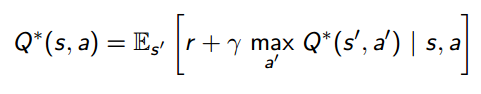 Q*(s, a) = 𝔼_{s′} [ r + γ max_{a′} Q*(s′, a′) | s, a ]